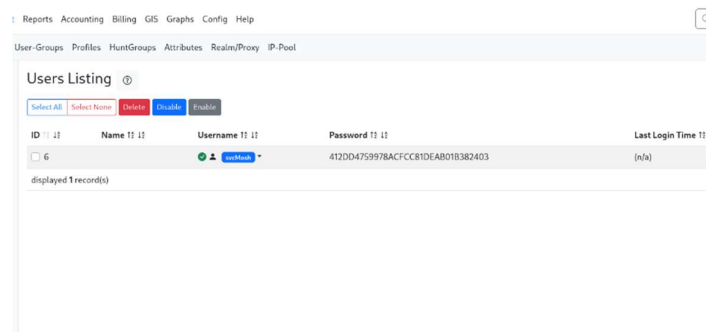 Reports Accounting Billing GIS Graphs Config Help
User-Groups Profiles HuntGroups Attributes Realm/Proxy IP-Pool
Users Listing
Select All Select None Delete Disable Enable
ID Name Username Password Last Login Time
6 svcMosh 412DD4759978ACFCC81DEAB01B382403 (n/a)
displayed 1 record(s)